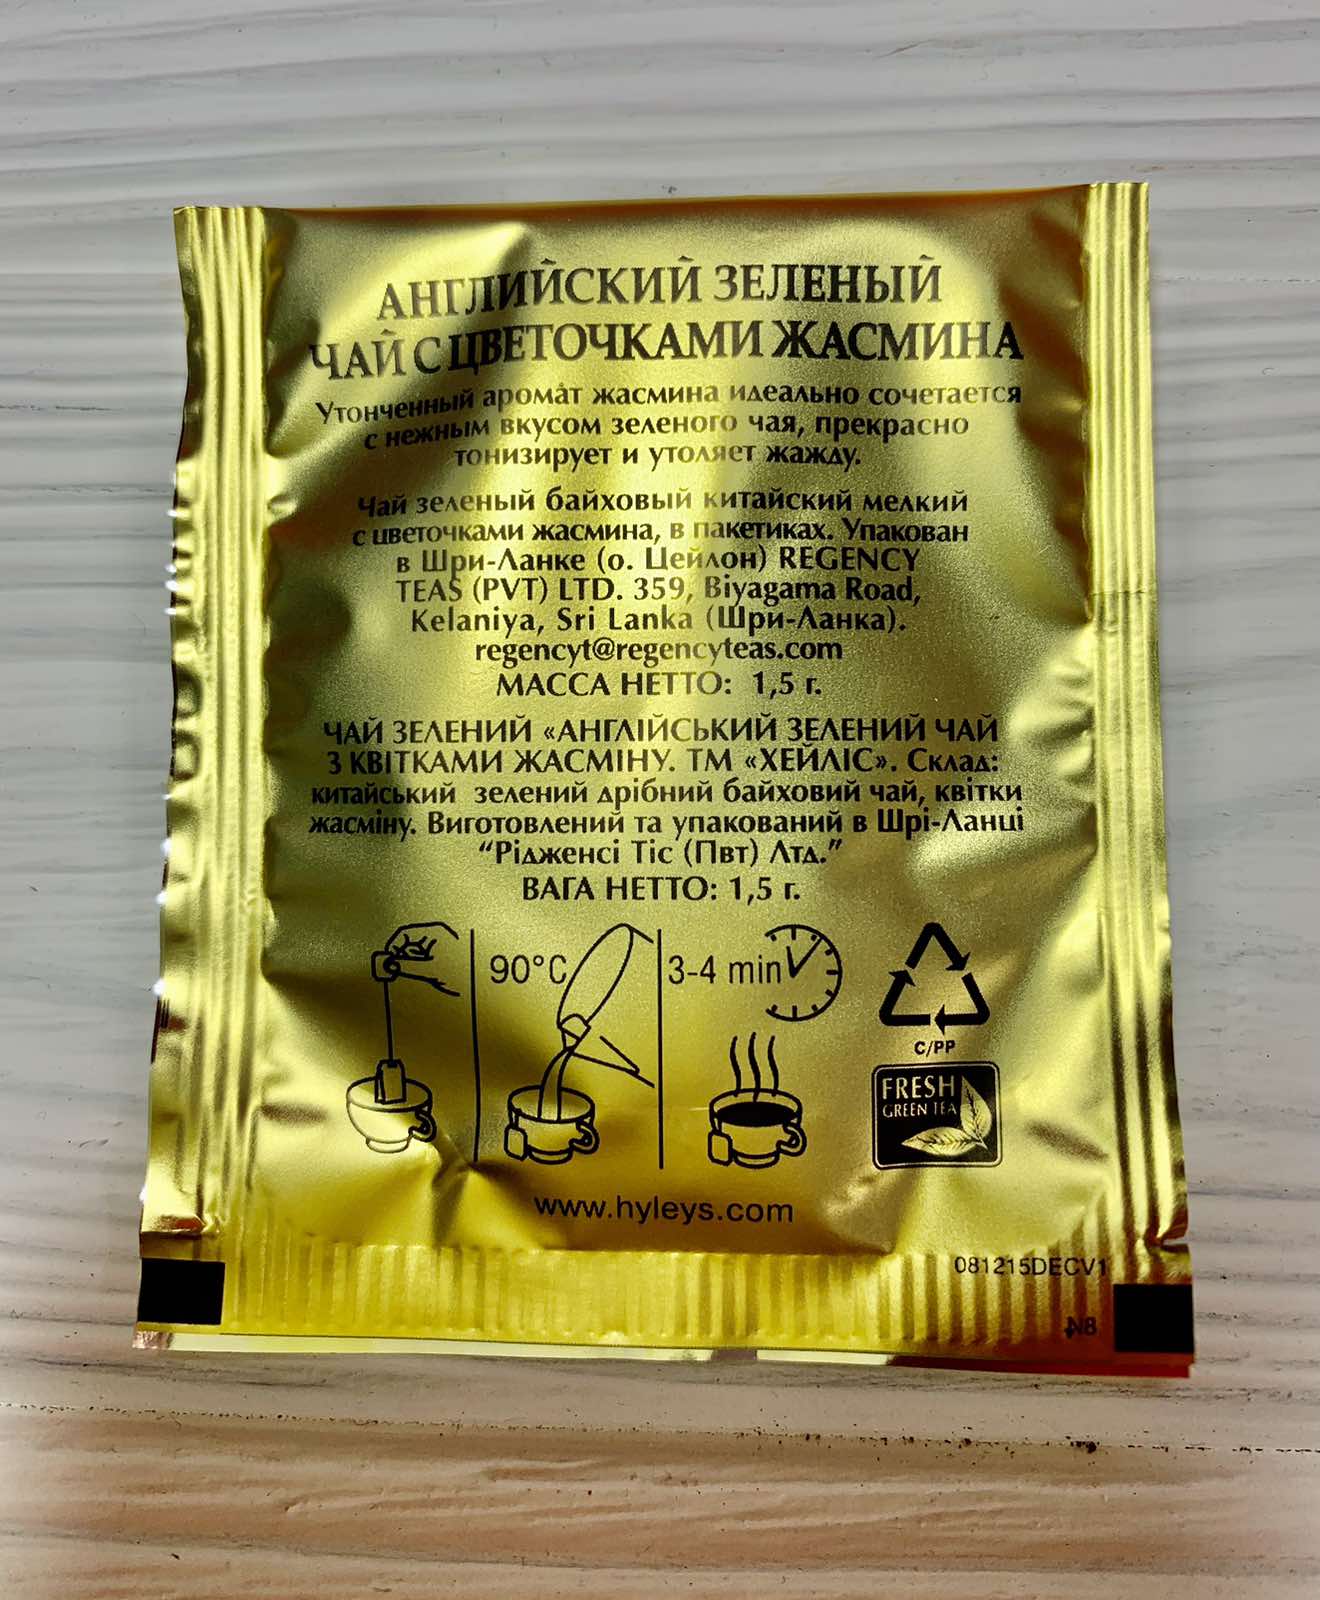 АНГЛИЙСКИЙ ЗЕЛЕНЫЙ
ЧАЙ С ЦВЕТОЧКАМИ ЖАСМИНА
Утонченный аромат жасмина идеально сочетается
с нежным вкусом зеленого чая, прекрасно
тонизирует и утоляет жажду.
Чай зеленый байховый китайский мелкий
с цветочками жасмина, в пакетиках. Упакован
в Шри-Ланке (о. Цейлон) REGENCY
TEAS (PVT) LTD. 359, Biyagama Road,
Kelaniya, Sri Lanka (Шри-Ланка).
regencyt@regencyteas.com
МАССА НЕТТО: 1,5 г.
ЧАЙ ЗЕЛЕНИЙ «АНГЛІЙСЬКИЙ ЗЕЛЕНИЙ ЧАЙ
З КВІТКАМИ ЖАСМІНУ. ТМ «ХЕЙЛІС». Склад:
китайський зелений дрібний байховий чай, квітки
жасміну. Виготовлений та упакований в Шрі-Ланці
“Ріджeнсі Тіс (Пвт) Лтд.”
ВАГА НЕТТО: 1,5 г.
90°C
3-4 min
C/PP
FRESH
GREEN TEA
www.hyleys.com
081215DECV1